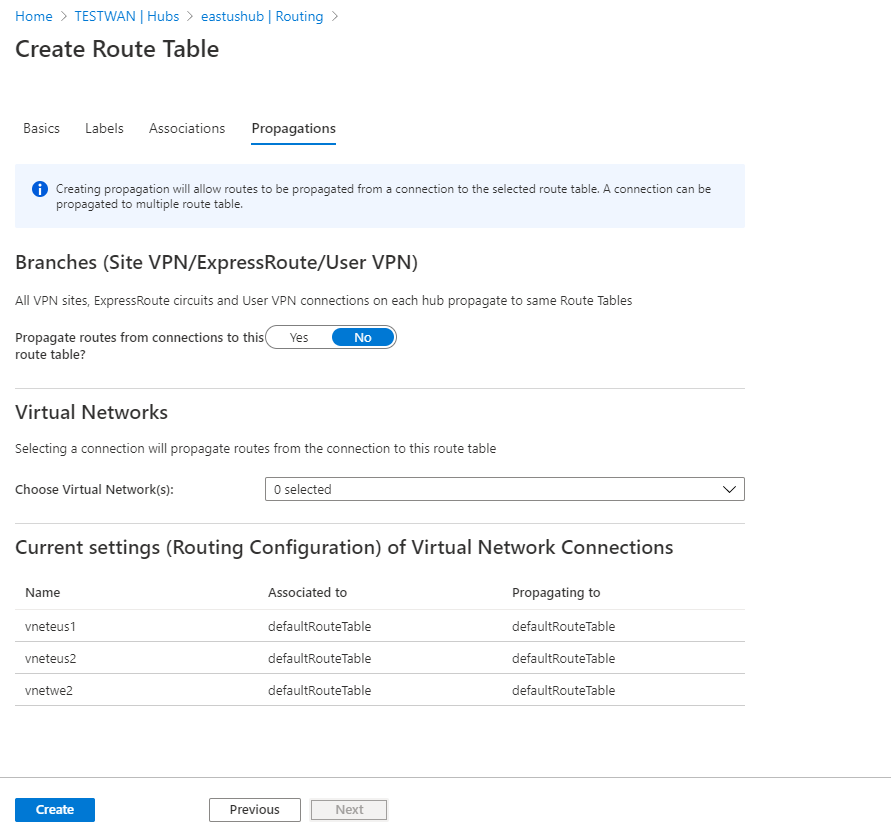 Home > TESTWAN | Hubs > eastushub | Routing >
Create Route Table
Basics Labels Associations Propagations
Creating propagation will allow routes to be propagated from a connection to the selected route table. A connection can be
propagated to multiple route table.
Branches (Site VPN/ExpressRoute/User VPN)
All VPN sites, ExpressRoute circuits and User VPN connections on each hub propagate to same Route Tables
Propagate routes from connections to this Yes No
route table?
Virtual Networks
Selecting a connection will propagate routes from the connection to this route table
Choose Virtual Network(s): 0 selected
Current settings (Routing Configuration) of Virtual Network Connections
Name Associated to Propagating to
vneteus1 defaultRouteTable defaultRouteTable
vneteus2 defaultRouteTable defaultRouteTable
vnetwe2 defaultRouteTable defaultRouteTable
Create Previous Next